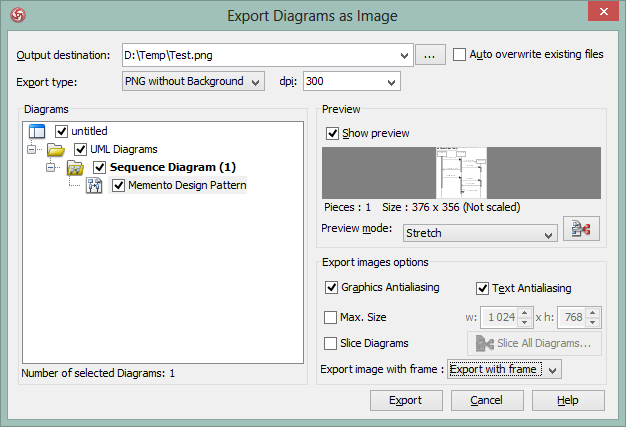 Export Diagrams as Image
Output destination: D:\Temp\Test.png ... Auto overwrite existing files
Export type: PNG without Background dpi: 300
Diagrams
untitled
UML Diagrams
Sequence Diagram (1)
Memento Design Pattern
Number of selected Diagrams: 1
Preview
Show preview
Pieces : 1 Size : 376 x 356 (Not scaled)
Preview mode: Stretch
Export images options
Graphics Antialiasing Text Antialiasing
Max. Size w: 1 024 x h: 768
Slice Diagrams Slice All Diagrams...
Export image with frame : Export with frame
Export Cancel Help